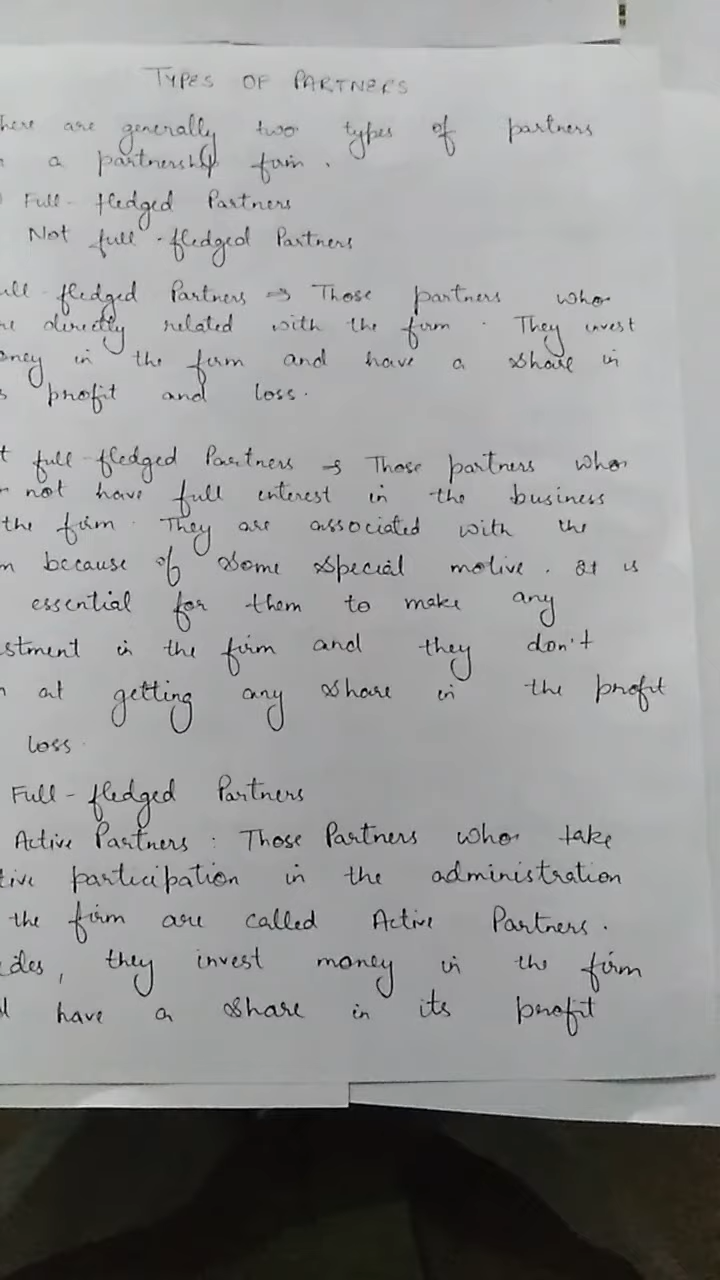 TYPES OF PARTNERS
here are generally two types of partners
a partnership firm .
Full - fledged Partners
Not full - fledged Partners
ull - fledged Partners => Those partners who
re directly related with the firm . They invest
oney in the firm and have a share in
s profit and loss .
t full - fledged Partners => Those partners who
not have full interest in the business
the firm . They are associated with the
m because of some special motive . It is
essential for them to make any
stment in the firm and they don't
n at getting any share in the profit
loss .
Full - fledged Partners
Active Partners : Those Partners who take
tive participation in the administration
the firm are called Active Partners .
ides , they invest money in the firm
d have a share in its profit